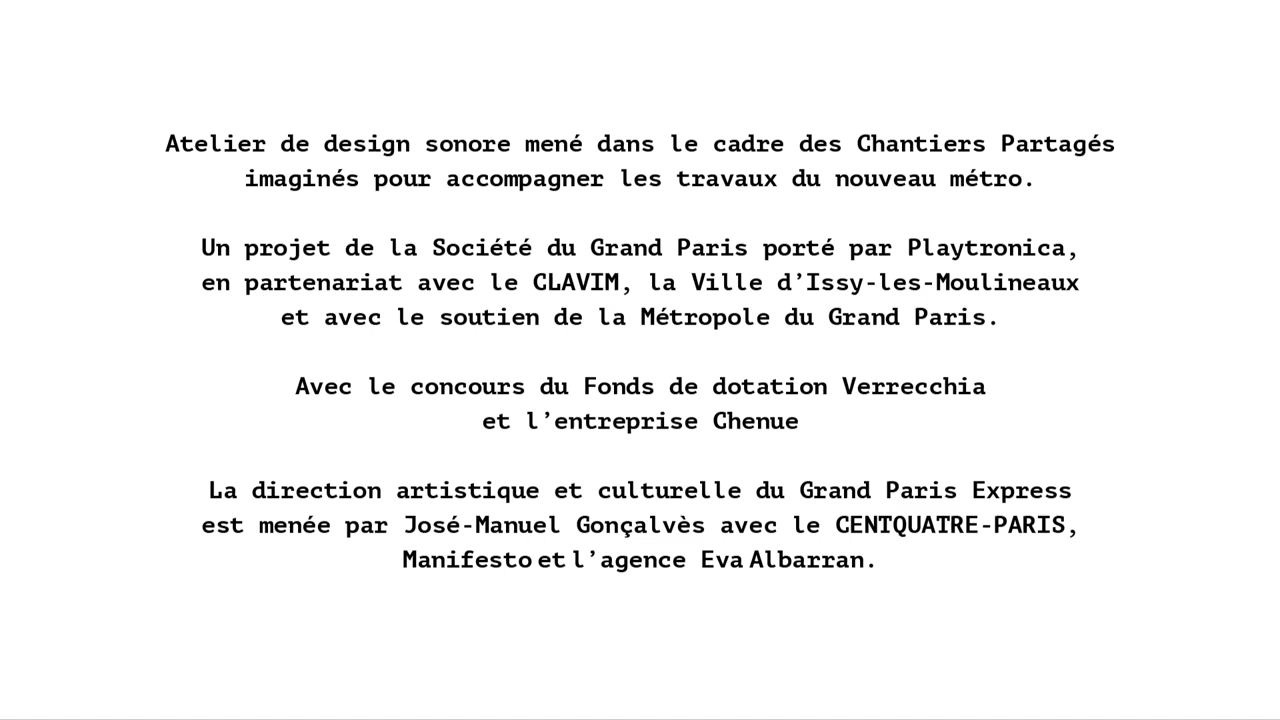 Atelier de design sonore mené dans le cadre des Chantiers Partagés
imaginés pour accompagner les travaux du nouveau métro.
Un projet de la Société du Grand Paris porté par Playtronica,
en partenariat avec le CLAVIM, la Ville d’Issy-les-Moulineaux
et avec le soutien de la Métropole du Grand Paris.
Avec le concours du Fonds de dotation Verrecchia
et l’entreprise Chenue
La direction artistique et culturelle du Grand Paris Express
est menée par José-Manuel Gonçalvès avec le CENTQUATRE-PARIS,
Manifesto et l’agence Eva Albarran.